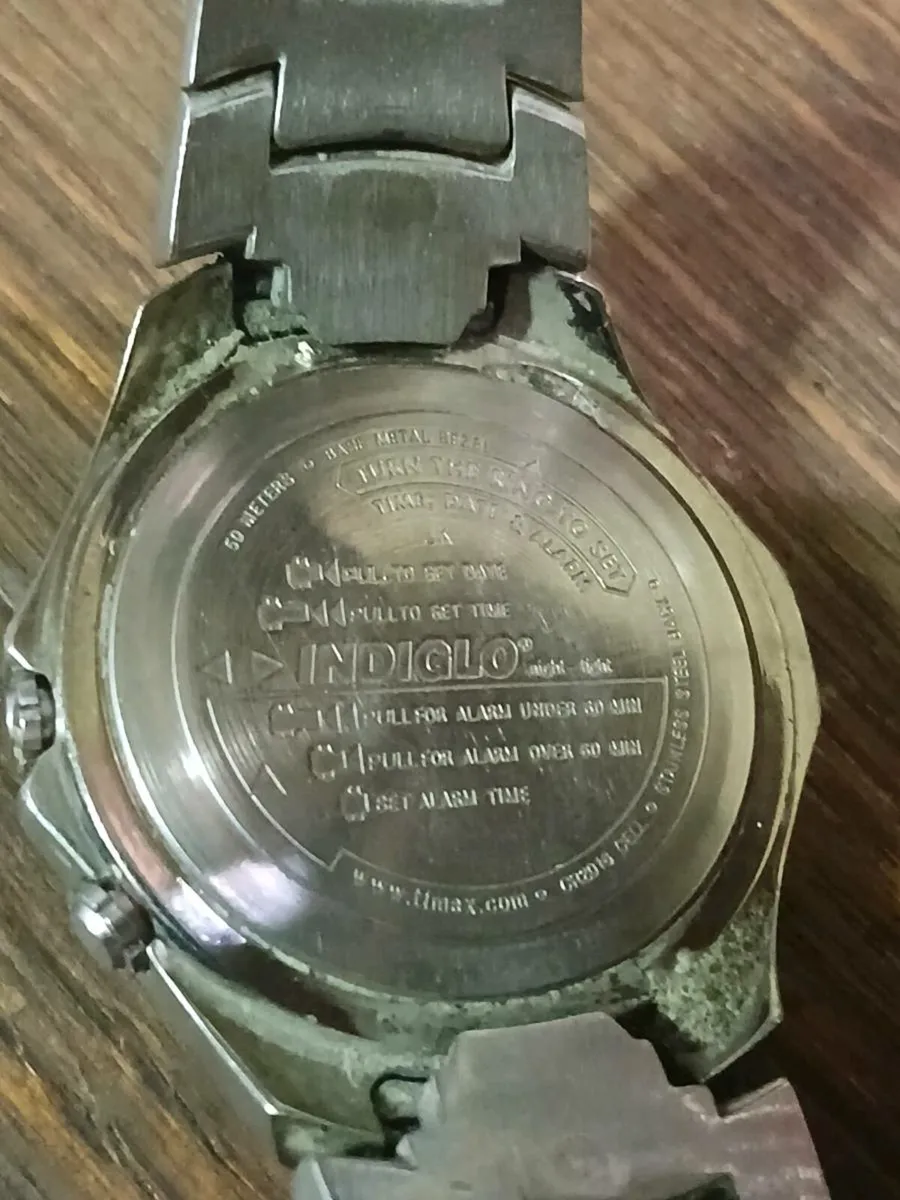 50 METERS • BASE METAL BEZEL
TURN THE RING TO SET
TIME, DATE & ALARM
PULL TO SET DATE
PULL TO SET TIME
INDIGLO® night-light
PULL FOR ALARM UNDER 60 MIN
PULL FOR ALARM OVER 60 MIN
SET ALARM TIME
www.timex.com • CR2016 CELL • STAINLESS STEEL BACK